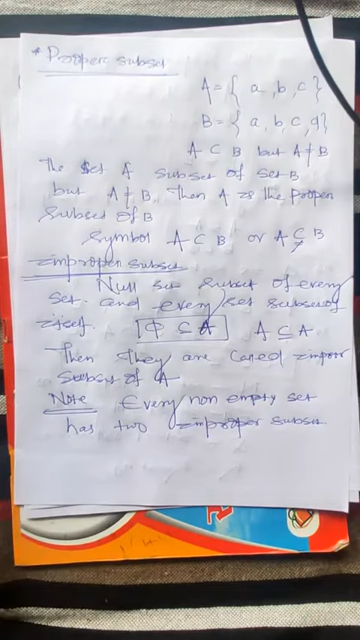 * Proper subset
A = { a, b, c }
B = { a, b, c, d }
A ⊂ B but A ≠ B
The set A subset of set B
but A ≠ B. Then A is the proper
subset of B
symbol A ⊂ B or A ⊊ B
improper subset
Null set subset of every
set. and every set subset of
itself. Φ ⊆ A A ⊆ A
Then they are called improper
subset of A
Note Every non empty set
has two improper subset